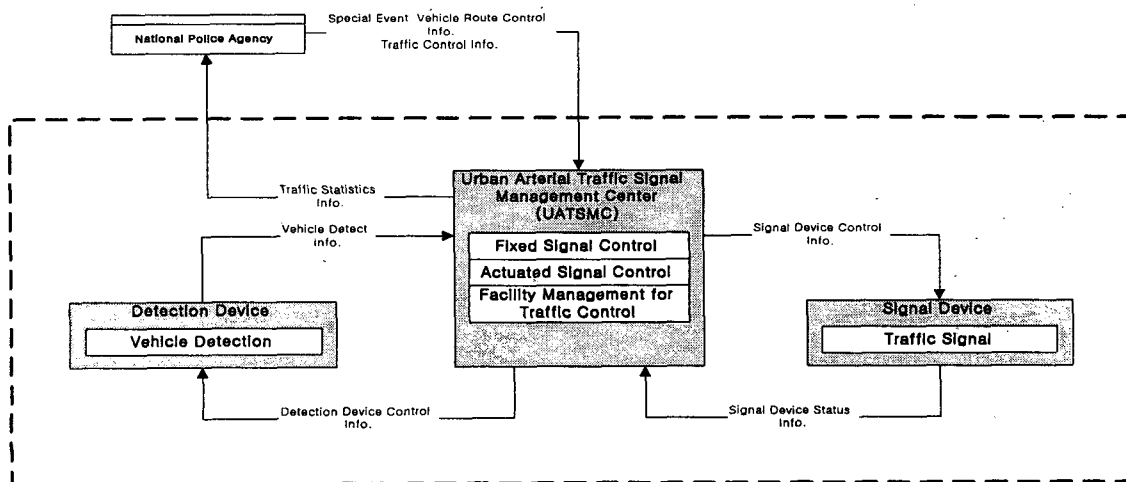 Special Event Vehicle Route Control
Info.
Traffic Control Info.
National Police Agency
Urban Arterial Traffic Signal
Management Center
(UATSMC)
Traffic Statistics
Info.
Vehicle Detect
Info.
Fixed Signal Control
Actuated Signal Control
Facility Management for
Traffic Control
Signal Device Control
Info.
Detection Device
Vehicle Detection
Signal Device
Traffic Signal
Detection Device Control
Info.
Signal Device Status
Info.